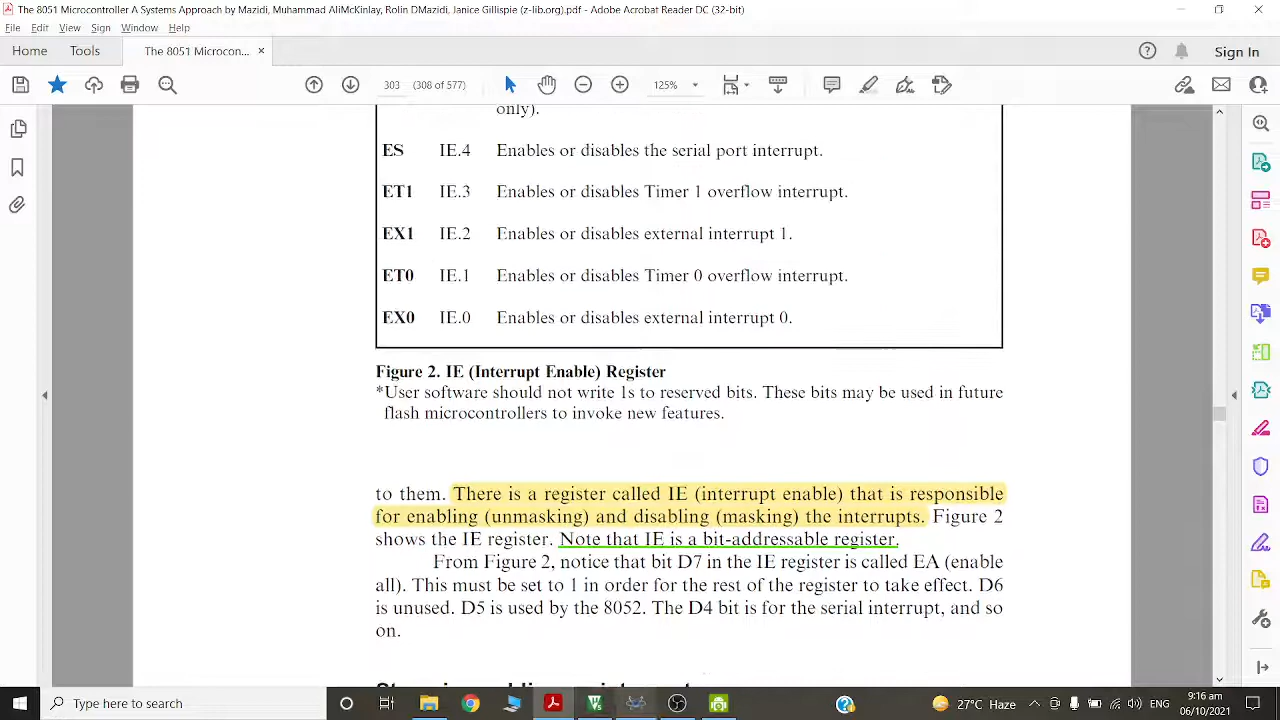 The 8051 Microcontroller A Systems Approach by Mazidi, Muhammad AliMcKinlay, Rolin DMazidi, Janice Gillispie (z-lib.org).pdf - Adobe Acrobat Reader DC (32-bit)
File Edit View Sign Window Help
Home Tools The 8051 Microcon... × Sign In
303 (308 of 577) 125%
only).
ES IE.4 Enables or disables the serial port interrupt.
ET1 IE.3 Enables or disables Timer 1 overflow interrupt.
EX1 IE.2 Enables or disables external interrupt 1.
ET0 IE.1 Enables or disables Timer 0 overflow interrupt.
EX0 IE.0 Enables or disables external interrupt 0.
Figure 2. IE (Interrupt Enable) Register
*User software should not write 1s to reserved bits. These bits may be used in future
flash microcontrollers to invoke new features.
to them. There is a register called IE (interrupt enable) that is responsible
for enabling (unmasking) and disabling (masking) the interrupts. Figure 2
shows the IE register. Note that IE is a bit-addressable register.
From Figure 2, notice that bit D7 in the IE register is called EA (enable
all). This must be set to 1 in order for the rest of the register to take effect. D6
is unused. D5 is used by the 8052. The D4 bit is for the serial interrupt, and so
on.
Type here to search
27°C Haze
9:16 am
06/10/2021